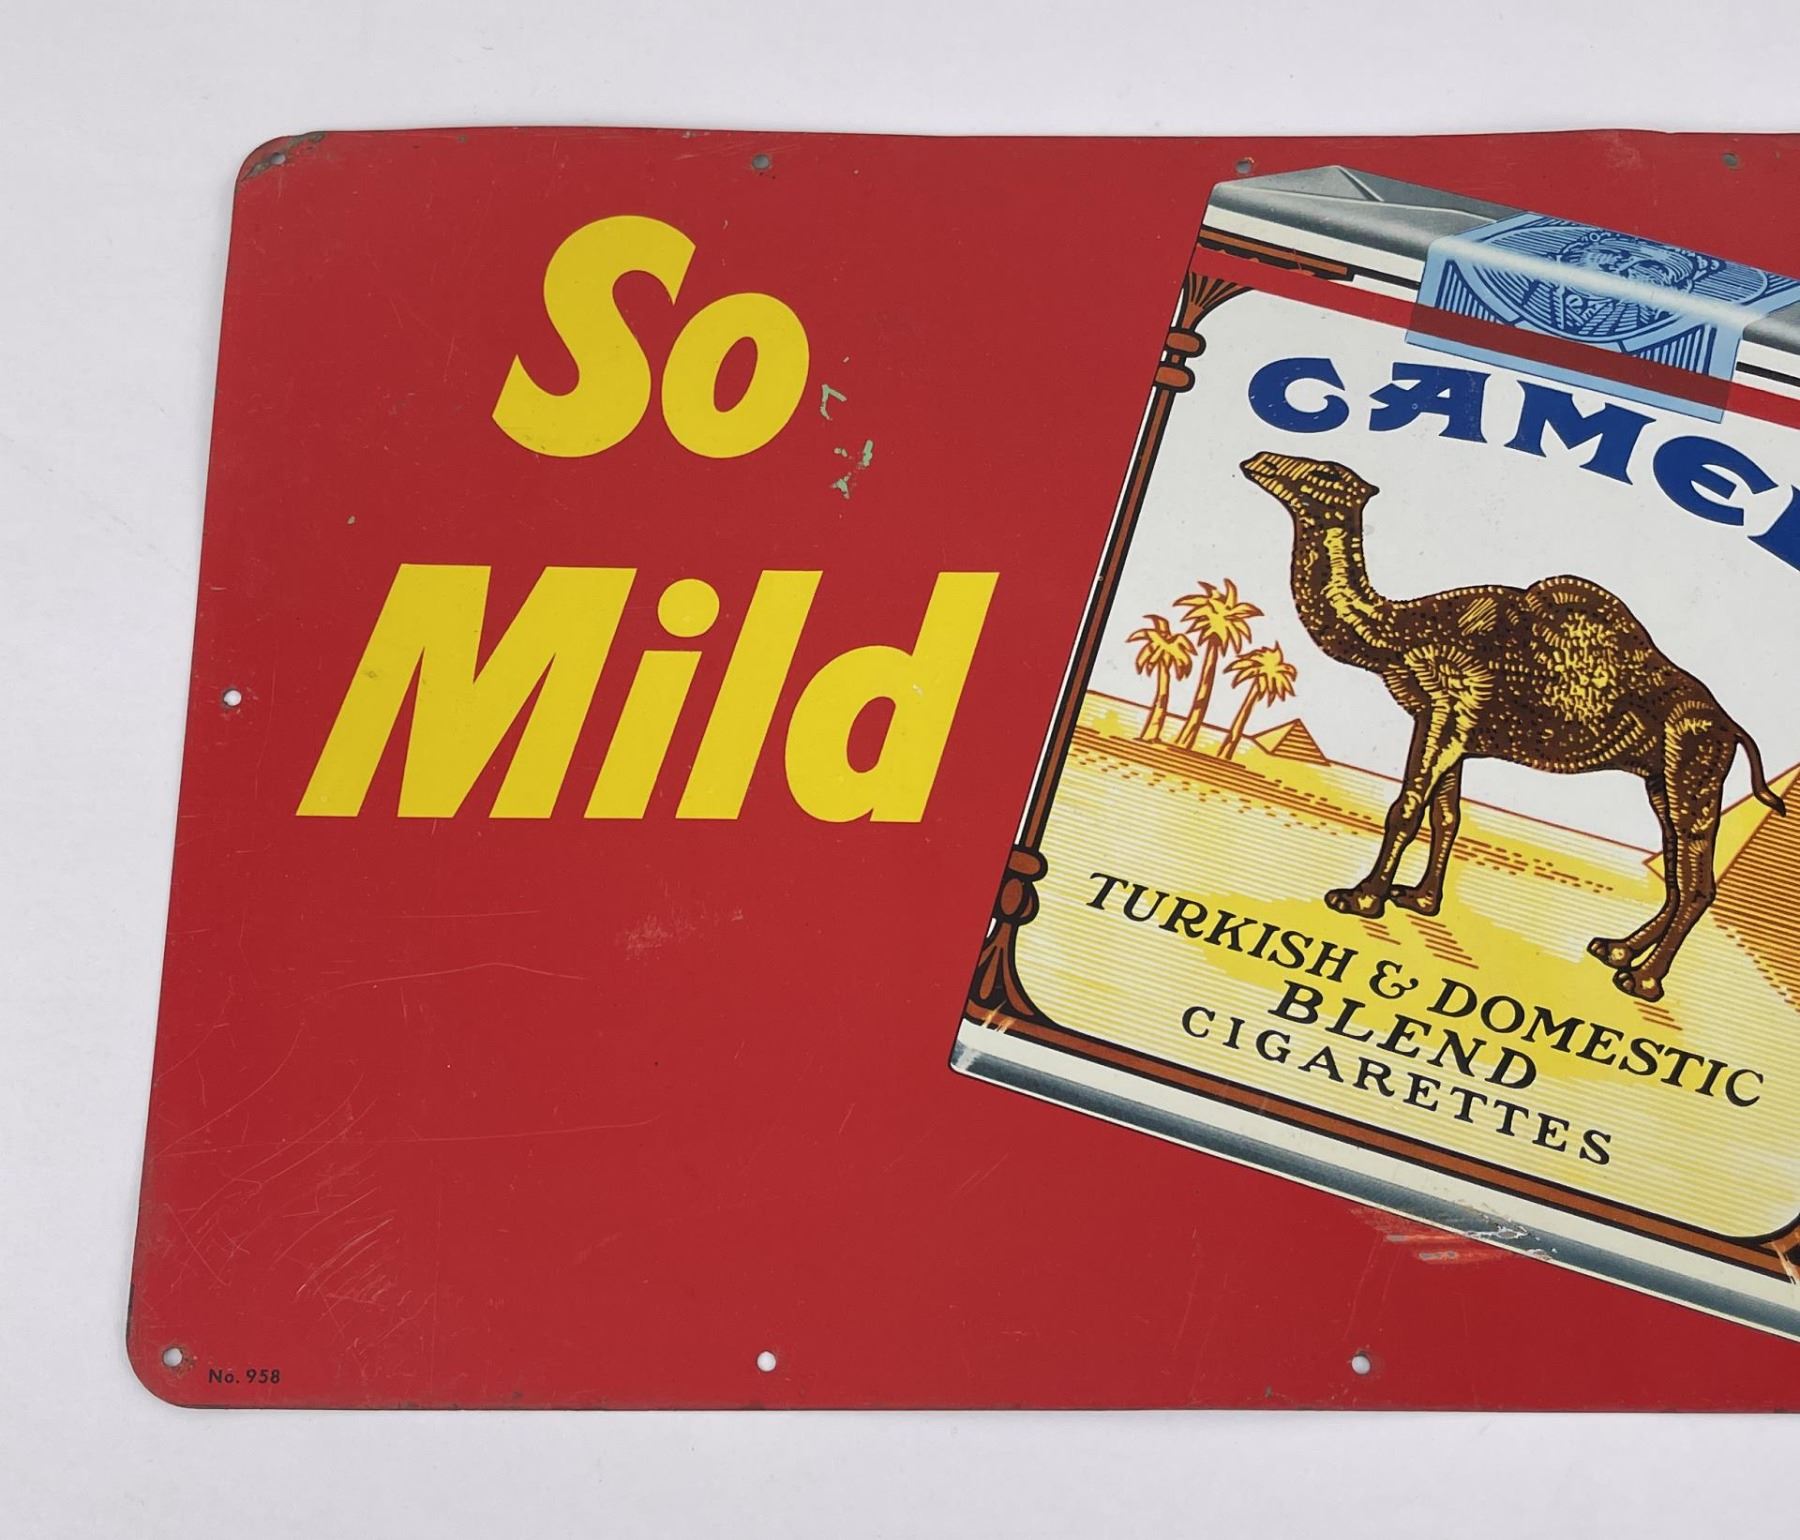 So
Mild
CAMEL
TURKISH & DOMESTIC
BLEND
CIGARETTES
No. 958